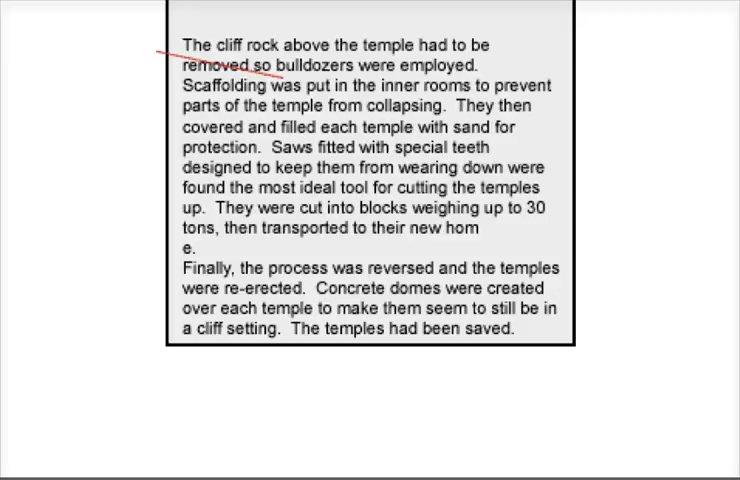 The cliff rock above the temple had to be
removed so bulldozers were employed.
Scaffolding was put in the inner rooms to prevent
parts of the temple from collapsing.  They then
covered and filled each temple with sand for
protection.  Saws fitted with special teeth
designed to keep them from wearing down were
found the most ideal tool for cutting the temples
up.  They were cut into blocks weighing up to 30
tons, then transported to their new hom
e.
Finally, the process was reversed and the temples
were re-erected.  Concrete domes were created
over each temple to make them seem to still be in
a cliff setting.  The temples had been saved.